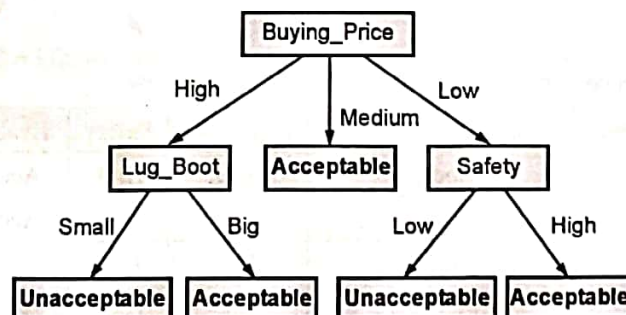 Buying_Price
High
Medium
Low
Lug_Boot
Acceptable
Safety
Small
Big
Low
High
Unacceptable
Acceptable
Unacceptable
Acceptable